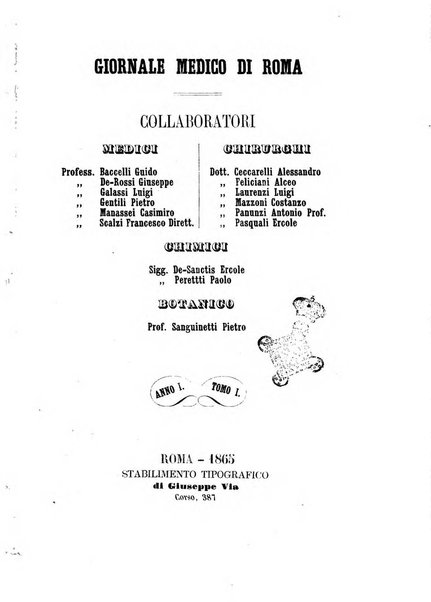 GIORNALE MEDICO DI ROMA
COLLABORATORI
MEDICI
Profess. Baccelli Guido
„ De-Rossi Giuseppe
„ Galassi Luigi
„ Gentili Pietro
„ Manassei Casimiro
„ Scalzi Francesco Dirett.
CHIRURGHI
Dott. Ceccarelli Alessandro
„ Feliciani Alceo
„ Laurenzi Luigi
„ Mazzoni Costanzo
„ Panunzi Antonio Prof.
„ Pasquali Ercole
CHIMICI
Sigg. De-Sanctis Ercole
„ Perettti Paolo
BOTANICO
Prof. Sanguinetti Pietro
ANNO I. TOMO I.
ROMA – 1865
STABILIMENTO TIPOGRAFICO
di Giuseppe Via
Corso, 387